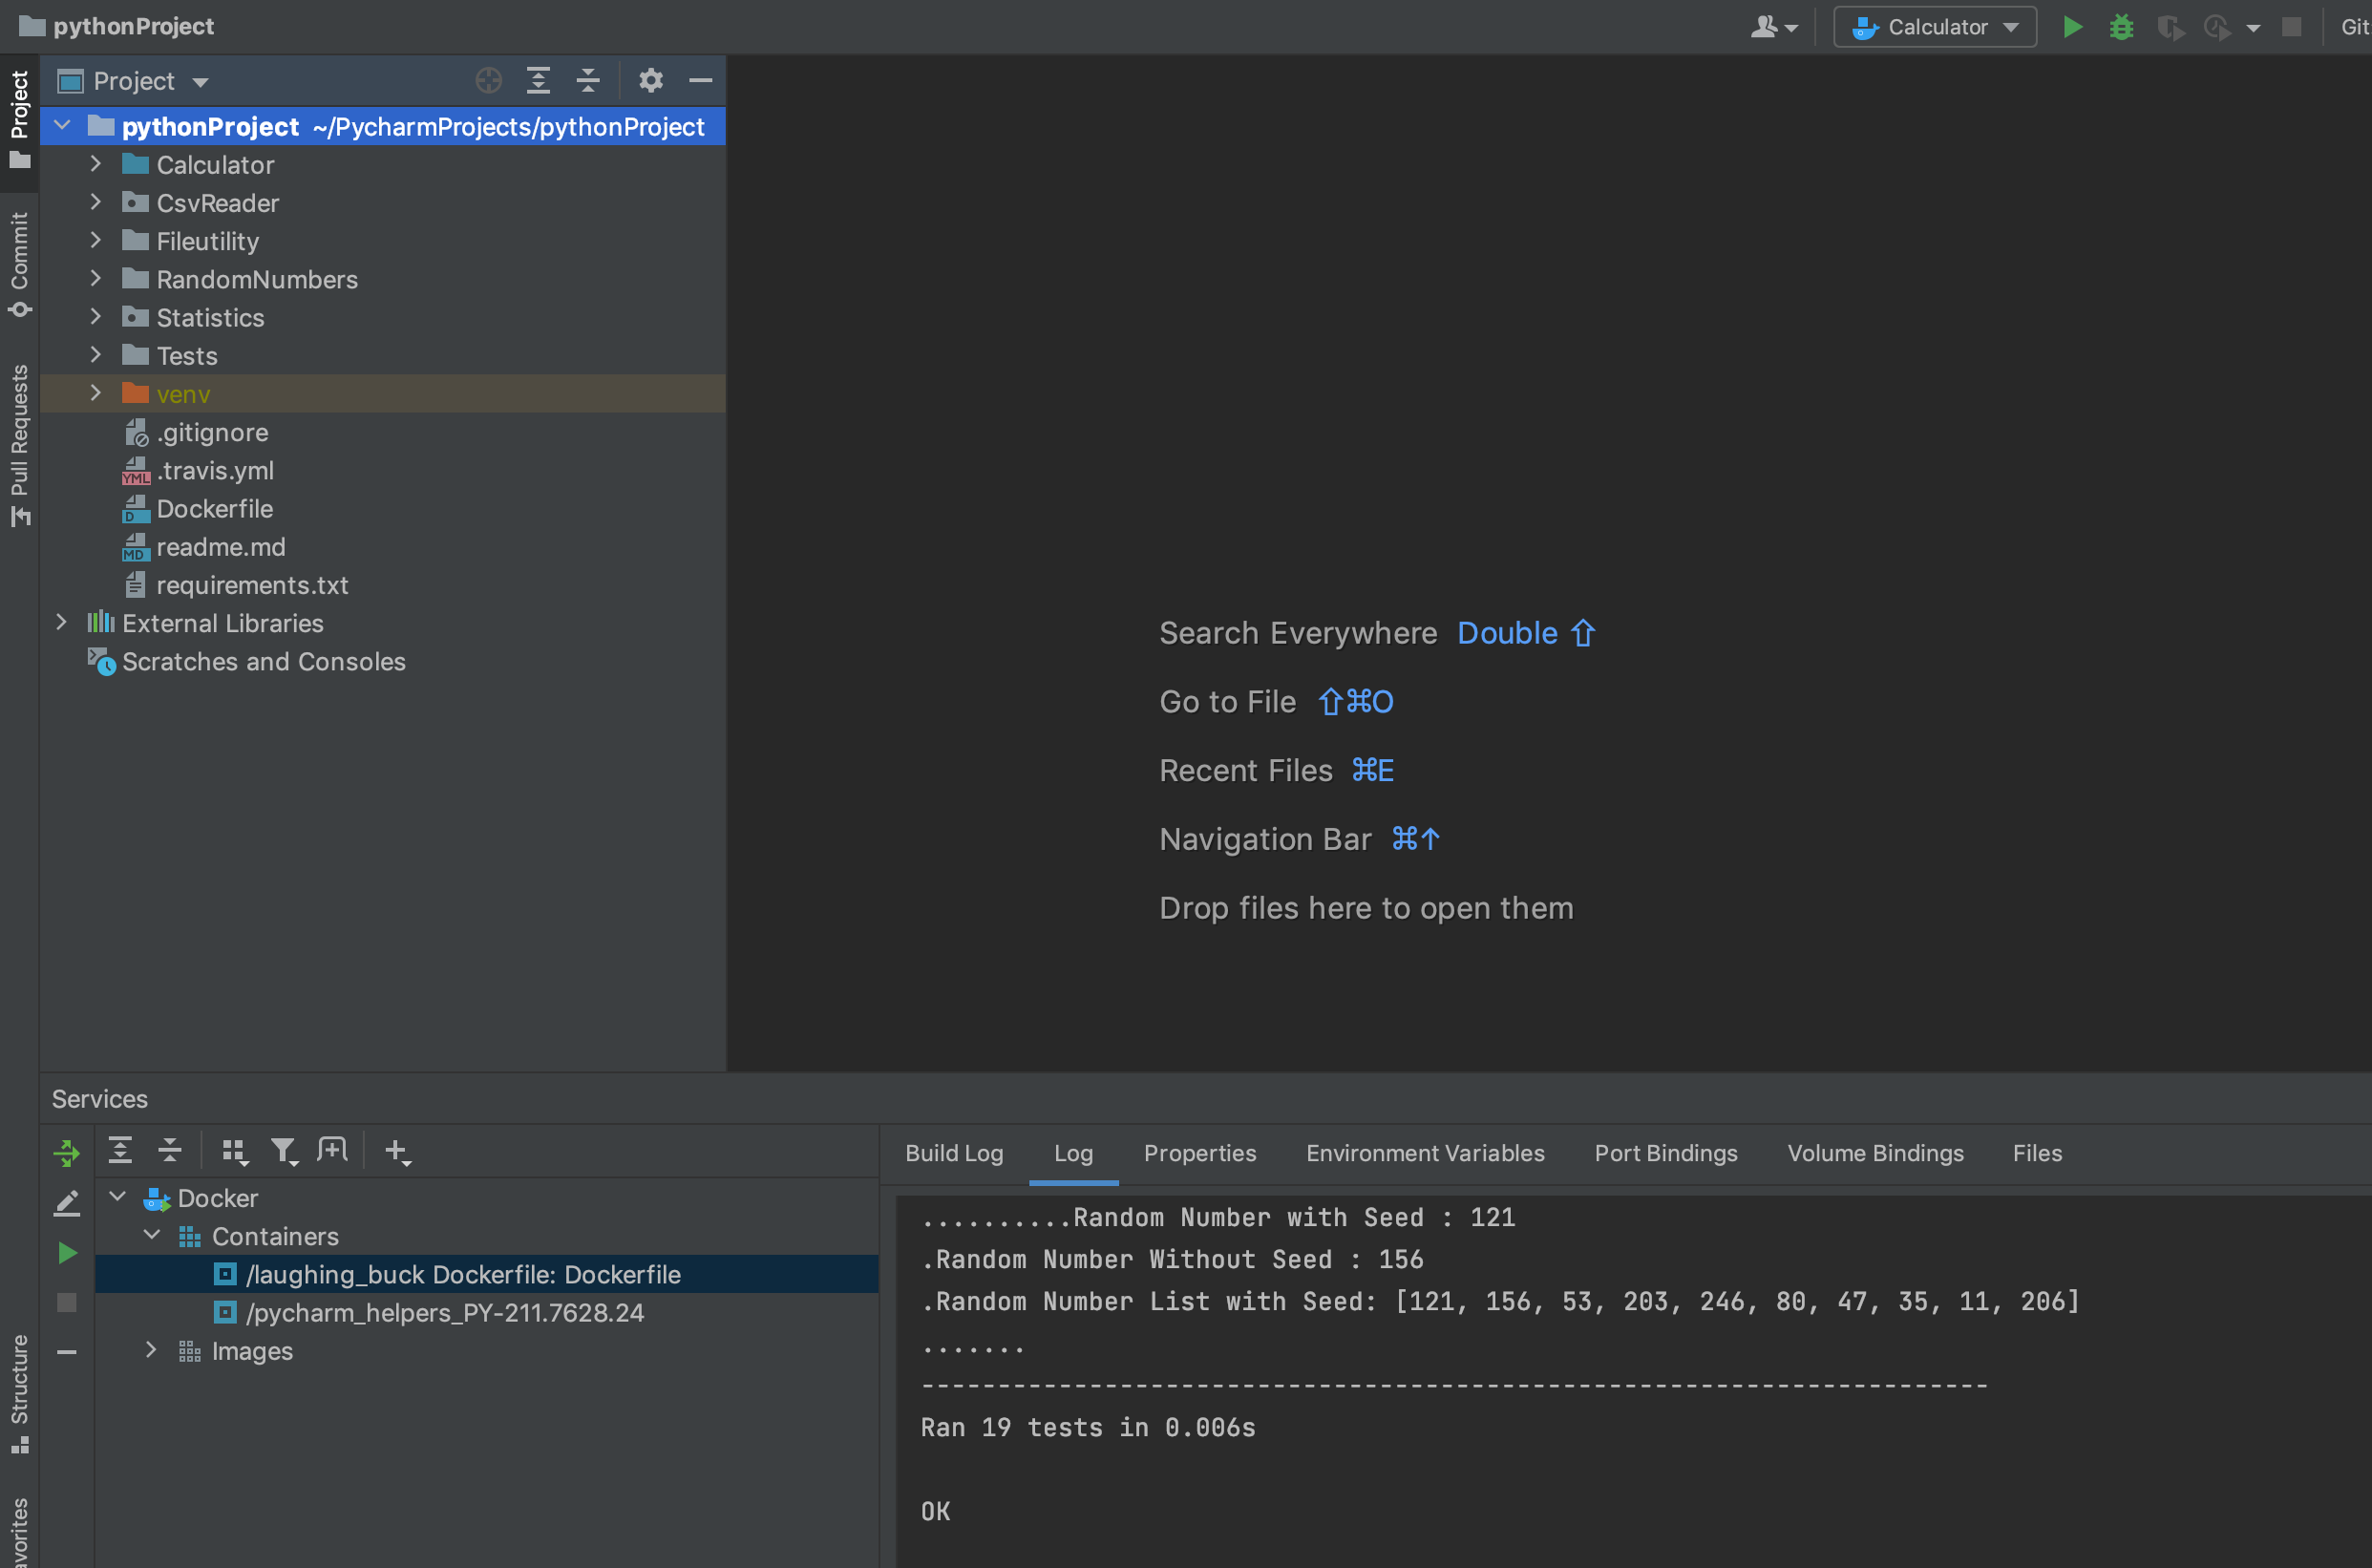 pythonProject
Calculator
Git
Project
Project
Commit
Pull Requests
pythonProject ~/PycharmProjects/pythonProject
Calculator
CsvReader
Fileutility
RandomNumbers
Statistics
Tests
venv
.gitignore
YML .travis.yml
D Dockerfile
MD readme.md
requirements.txt
External Libraries
Scratches and Consoles
Search Everywhere Double ⇧
Go to File ⇧⌘O
Recent Files ⌘E
Navigation Bar ⌘↑
Drop files here to open them
Services
Structure
avorites
Docker
Containers
/laughing_buck Dockerfile: Dockerfile
/pycharm_helpers_PY-211.7628.24
Images
Build Log Log Properties Environment Variables Port Bindings Volume Bindings Files
..........Random Number with Seed : 121
.Random Number Without Seed : 156
.Random Number List with Seed: [121, 156, 53, 203, 246, 80, 47, 35, 11, 206]
.......
----------------------------------------------------------------------
Ran 19 tests in 0.006s
OK